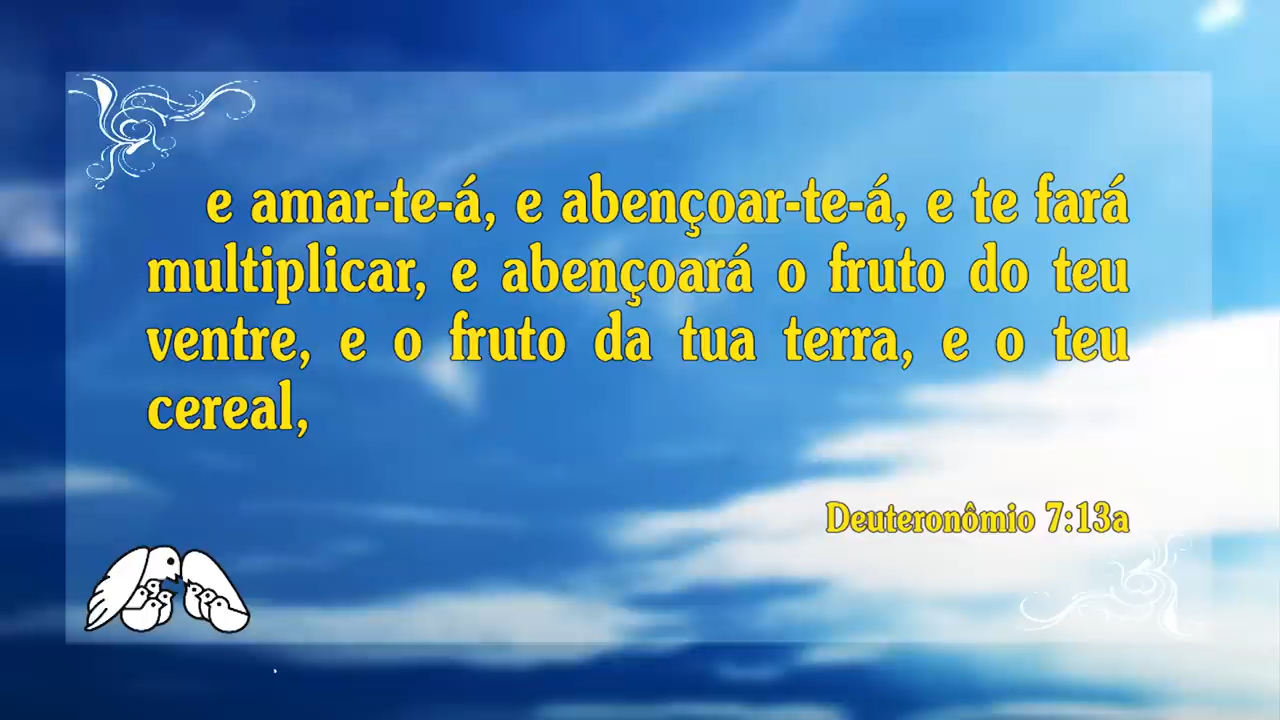 e amar-te-á, e abençoar-te-á, e te fará
multiplicar, e abençoará o fruto do teu
ventre, e o fruto da tua terra, e o teu
cereal,
Deuteronômio 7:13a